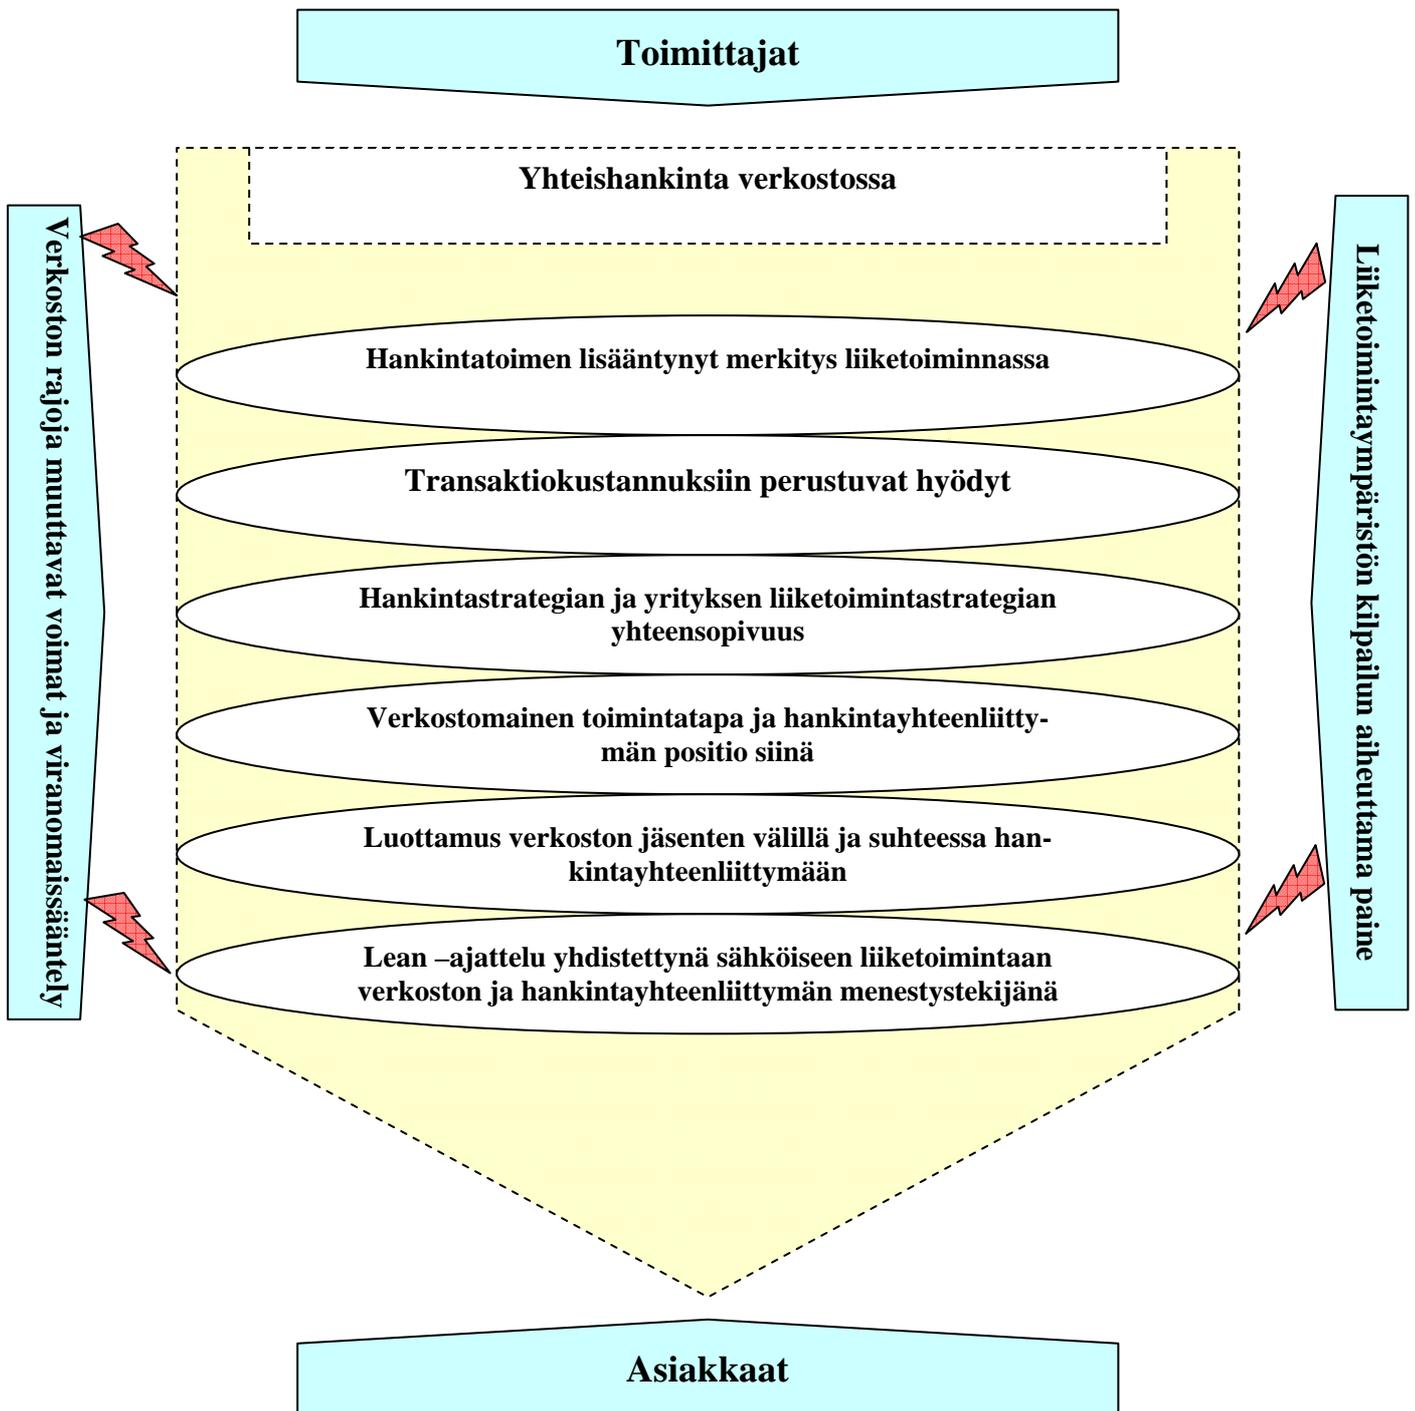 Toimittajat
Yhteishankinta verkostossa
Verkoston rajoja muuttavat voimat ja viranomaissääntely
Liiketoimintaympäristön kilpailun aiheuttama paine
Hankintatoimen lisääntynyt merkitys liiketoiminnassa
Transaktiokustannuksiin perustuvat hyödyt
Hankintastrategian ja yrityksen liiketoimintastrategian
yhteensopivuus
Verkostomainen toimintatapa ja hankintayhteenliitty-
män positio siinä
Luottamus verkoston jäsenten välillä ja suhteessa han-
kintayhteenliittymään
Lean –ajattelu yhdistettynä sähköiseen liiketoimintaan
verkoston ja hankintayhteenliittymän menestystekijänä
Asiakkaat